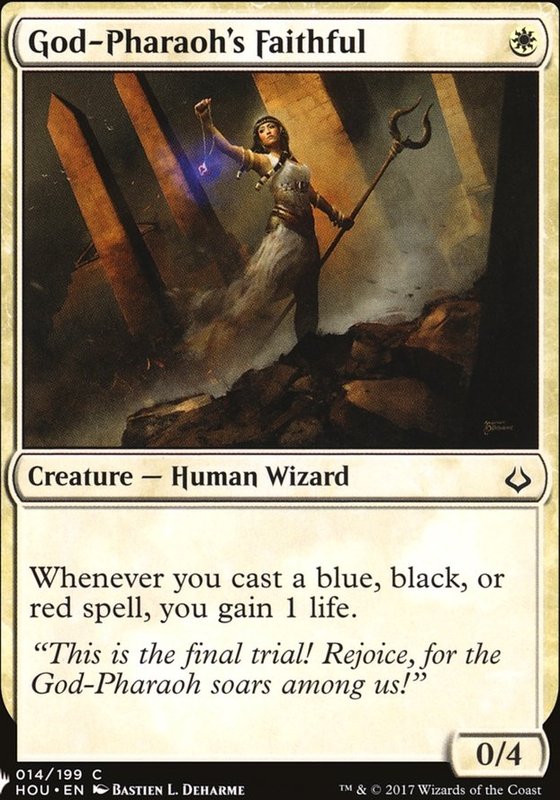 God-Pharaoh's Faithful
Creature — Human Wizard
Whenever you cast a blue, black, or
red spell, you gain 1 life.
“This is the final trial! Rejoice, for the
God-Pharaoh soars among us!”
0/4
014/199 C
HOU • EN Bastien L. Deharme
™ & © 2017 Wizards of the Coast